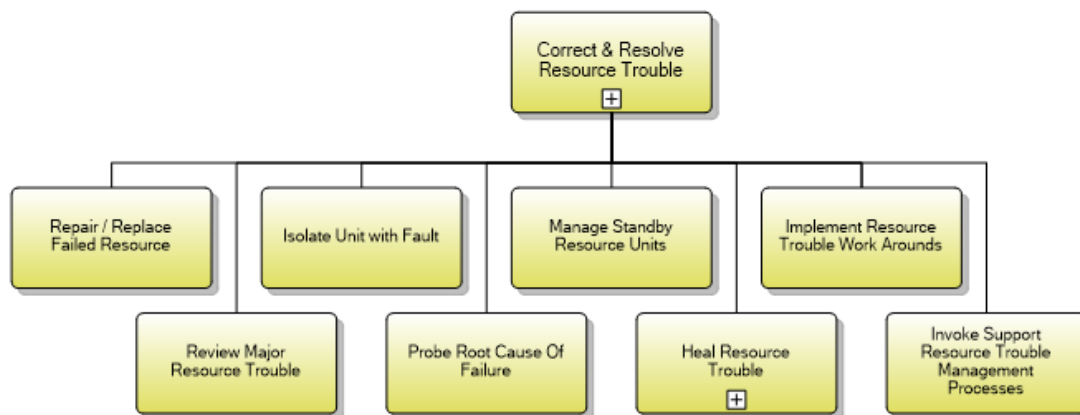 Correct & Resolve
Resource Trouble
Repair / Replace
Failed Resource
Isolate Unit with Fault
Manage Standby
Resource Units
Implement Resource
Trouble Work Arounds
Review Major
Resource Trouble
Probe Root Cause Of
Failure
Heal Resource
Trouble
Invoke Support
Resource Trouble
Management
Processes